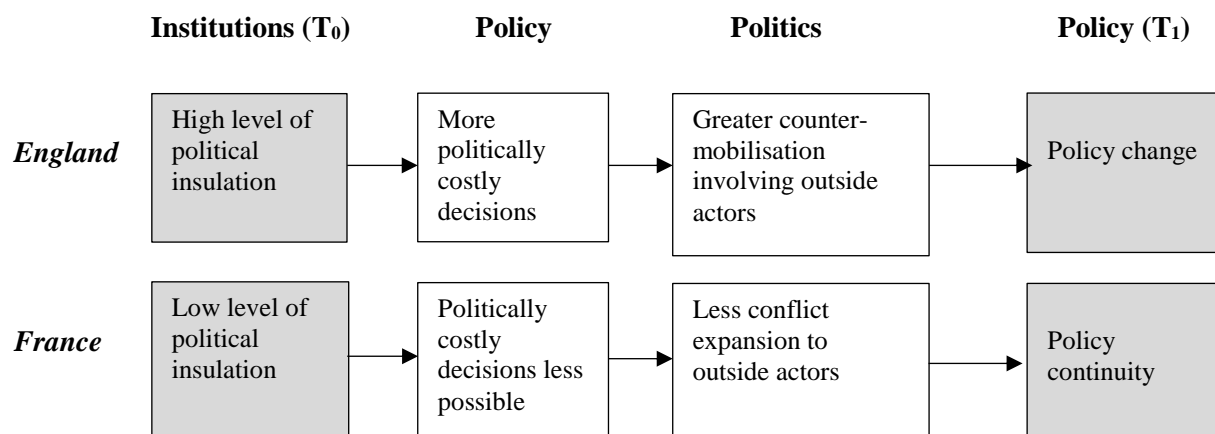 Institutions (T₀) Policy Politics Policy (T₁)
England
High level of
political
insulation
More
politically
costly
decisions
Greater counter-
mobilisation
involving outside
actors
Policy change
France
Low level of
political
insulation
Politically
costly
decisions less
possible
Less conflict
expansion to
outside actors
Policy
continuity